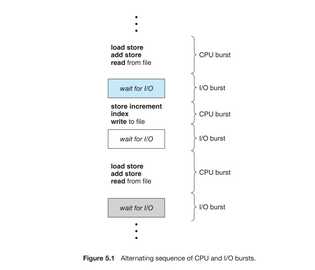 load store
add store
read from file
CPU burst
wait for I/O
I/O burst
store increment
index
write to file
CPU burst
wait for I/O
I/O burst
load store
add store
read from file
CPU burst
wait for I/O
I/O burst
Figure 5.1 Alternating sequence of CPU and I/O bursts.